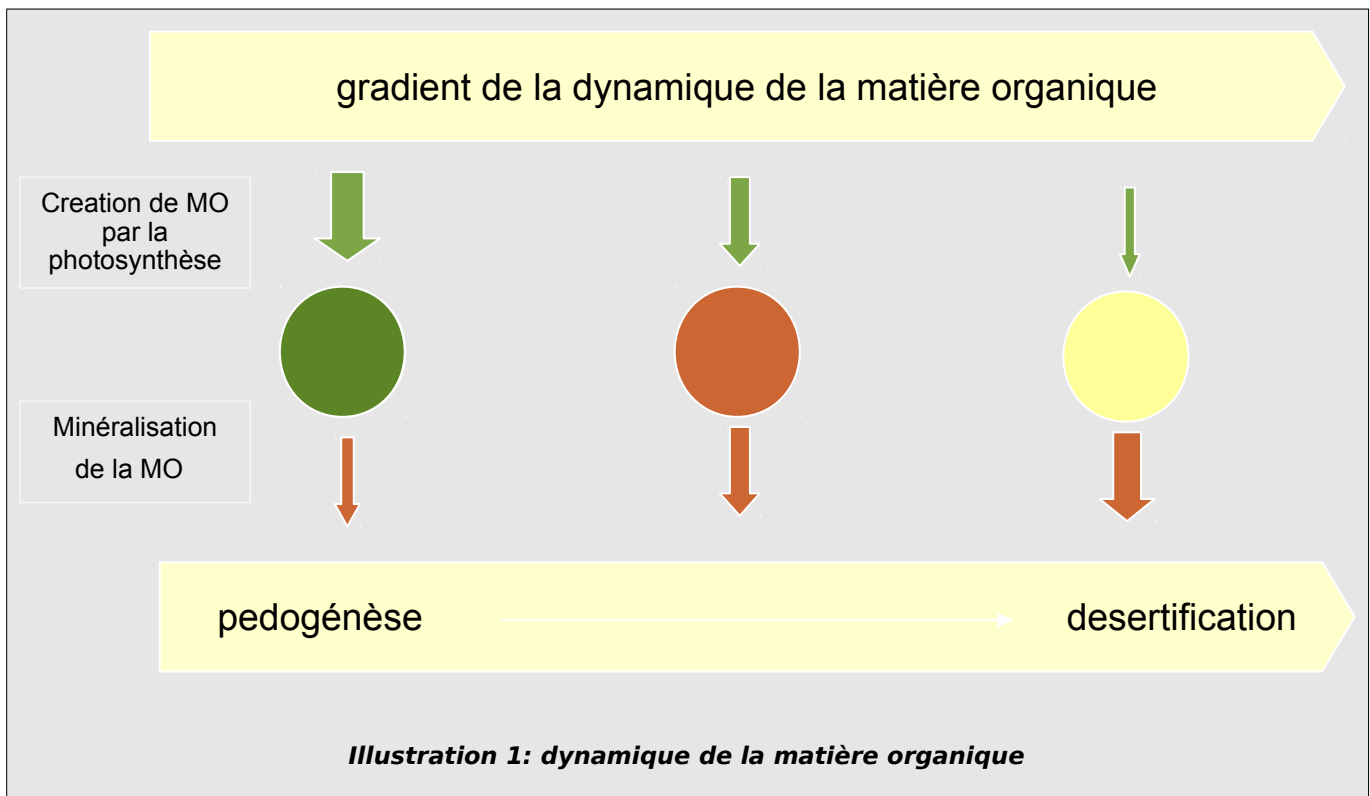 gradient de la dynamique de la matière organique
Creation de MO
par la
photosynthèse
Minéralisation
de la MO
pedogénèse
desertification
Illustration 1: dynamique de la matière organique